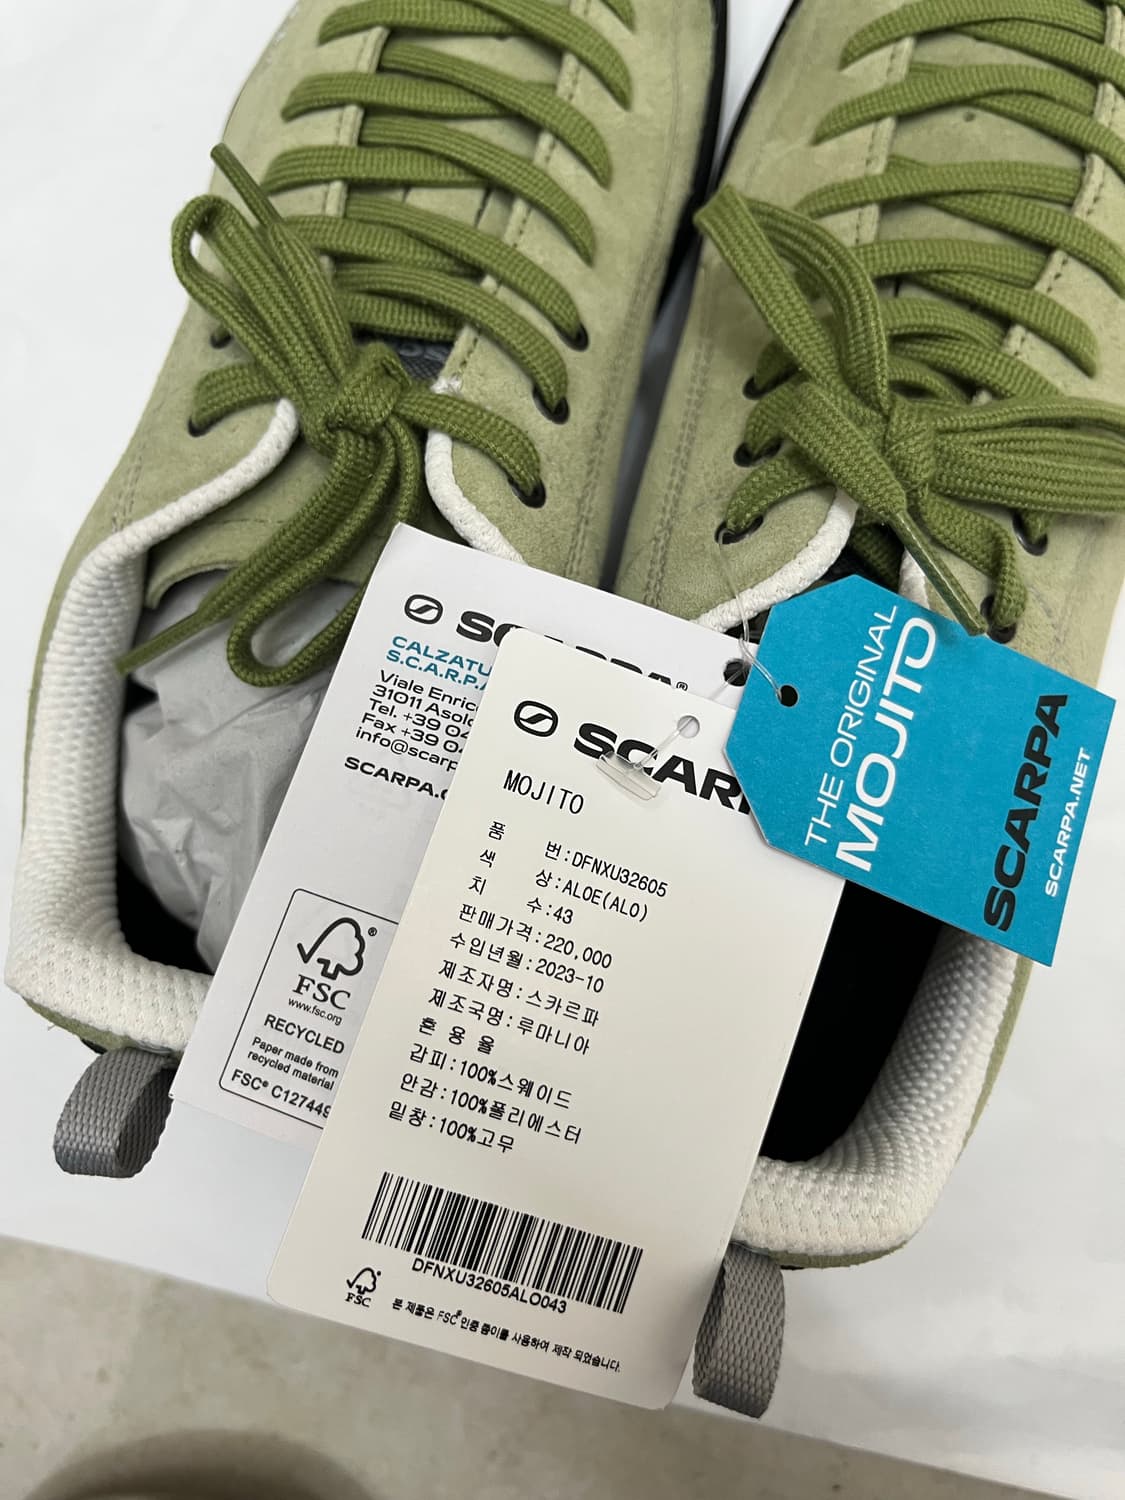 SCARPA®
CALZATU
S.C.A.R.P.A
Viale Enrico
31011 Asolo
Tel. +39 04
Fax +39 04
info@scarp
SCARPA.
FSC®
www.fsc.org
RECYCLED
Paper made from
recycled material
FSC® C127449
SCARP
MOJITO
품 번:DFNXU32605
색 상:ALOE(ALO)
치 수:43
판매가격:220,000
수입년월:2023-10
제조자명:스카르파
제조국명:루마니아
혼 용 율
갑피:100%스웨이드
안감:100%폴리에스터
밑창:100%고무
DFNXU32605ALO043
FSC
본 제품은 FSC® 인증 종이를 사용하여 제작 되었습니다.
THE ORIGINAL
MOJITO
SCARPA
SCARPA.NET